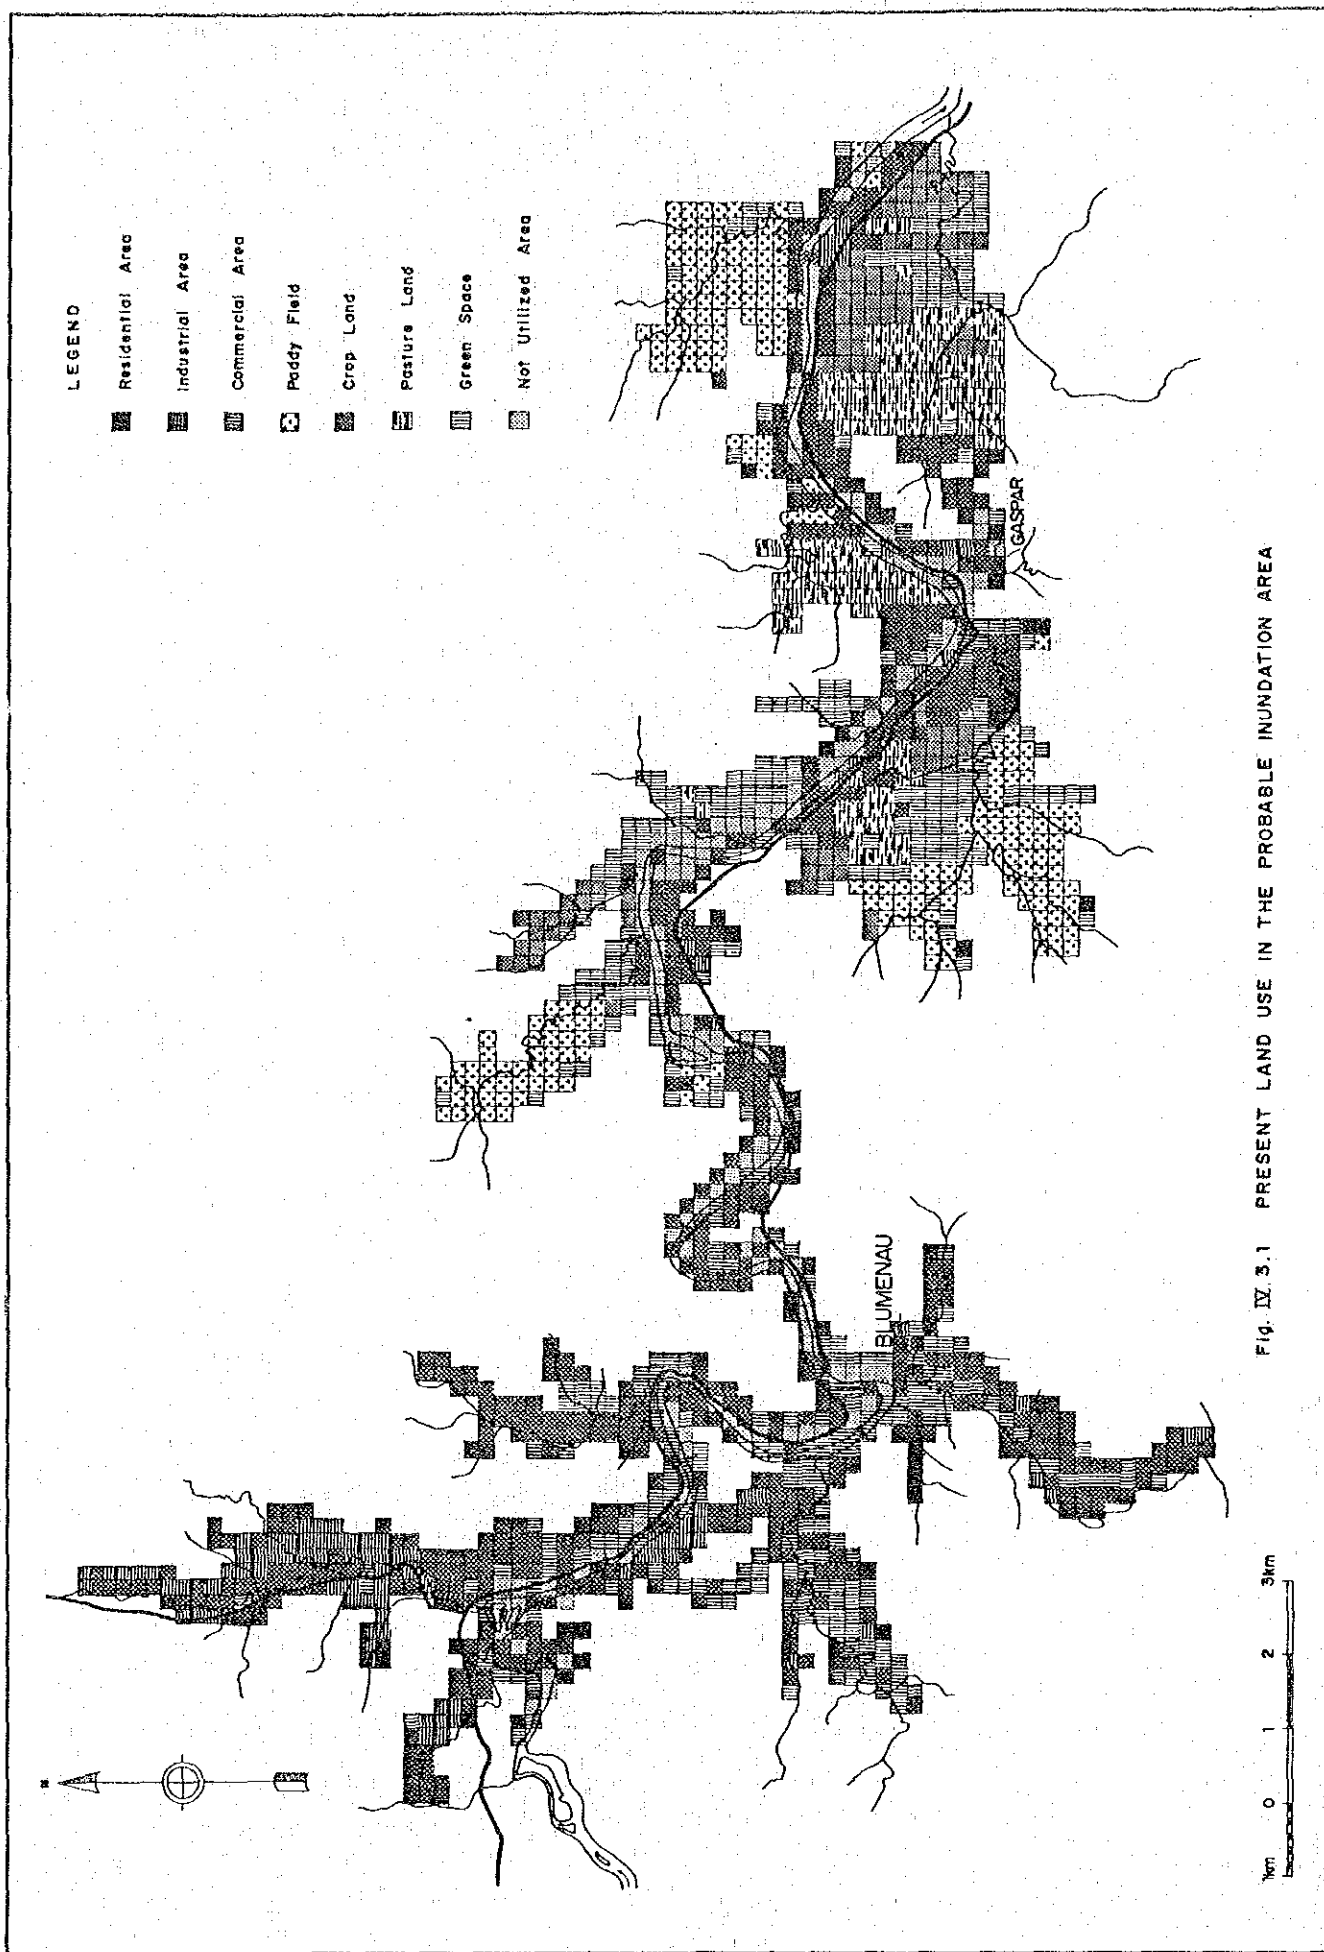 LEGEND
Residential Area
Industrial Area
Commercial Area
Paddy Field
Crop Land
Pasture Land
Green Space
Not Utilized Area
GASPAR
BLUMENAU
N
1km 0 1 2 3km
Fig. IV.3.1 PRESENT LAND USE IN THE PROBABLE INUNDATION AREA